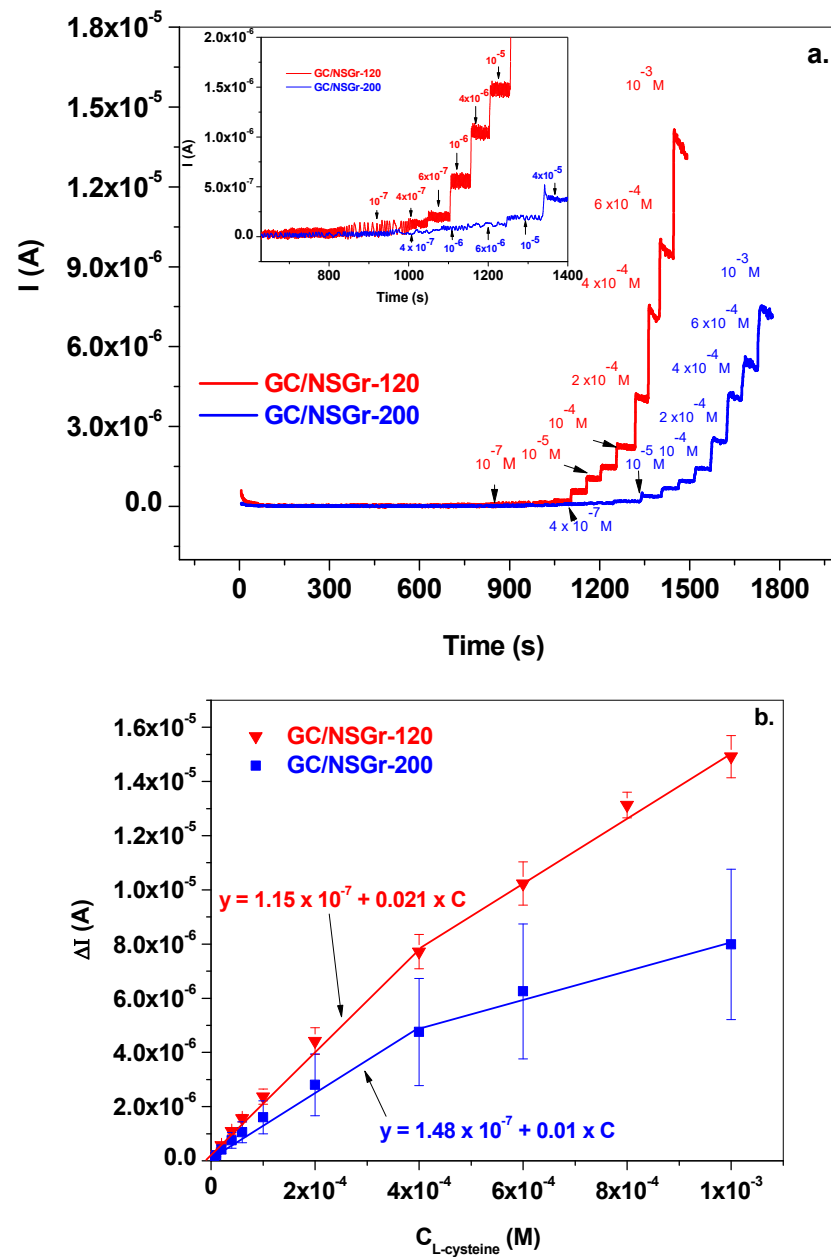 a.
1.8x10⁻⁵
1.5x10⁻⁵
1.2x10⁻⁵
9.0x10⁻⁶
6.0x10⁻⁶
3.0x10⁻⁶
0.0
I (A)
0
300
600
900
1200
1500
1800
Time (s)
GC/NSGr-120
GC/NSGr-200
10⁻³ M
6 x10⁻⁴ M
4 x10⁻⁴ M
2 x10⁻⁴ M
10⁻⁴ M
10⁻⁵ M
10⁻⁷ M
10⁻³ M
6 x10⁻⁴ M
4 x10⁻⁴ M
2 x10⁻⁴ M
10⁻⁴ M
10⁻⁵ M
4 x 10⁻⁷ M
2.0x10⁻⁶
1.5x10⁻⁶
1.0x10⁻⁶
5.0x10⁻⁷
0.0
I (A)
800
1000
1200
1400
Time (s)
GC/NSGr-120
GC/NSGr-200
10⁻⁷
4x10⁻⁷
6x10⁻⁷
10⁻⁶
4x10⁻⁶
10⁻⁵
4 x 10⁻⁷
10⁻⁶
6x10⁻⁶
10⁻⁵
4x10⁻⁵
b.
1.6x10⁻⁵
1.4x10⁻⁵
1.2x10⁻⁵
1.0x10⁻⁵
8.0x10⁻⁶
6.0x10⁻⁶
4.0x10⁻⁶
2.0x10⁻⁶
0.0
ΔI (A)
GC/NSGr-120
GC/NSGr-200
y = 1.15 x 10⁻⁷ + 0.021 x C
y = 1.48 x 10⁻⁷ + 0.01 x C
0
2x10⁻⁴
4x10⁻⁴
6x10⁻⁴
8x10⁻⁴
1x10⁻³
C L-cysteine (M)